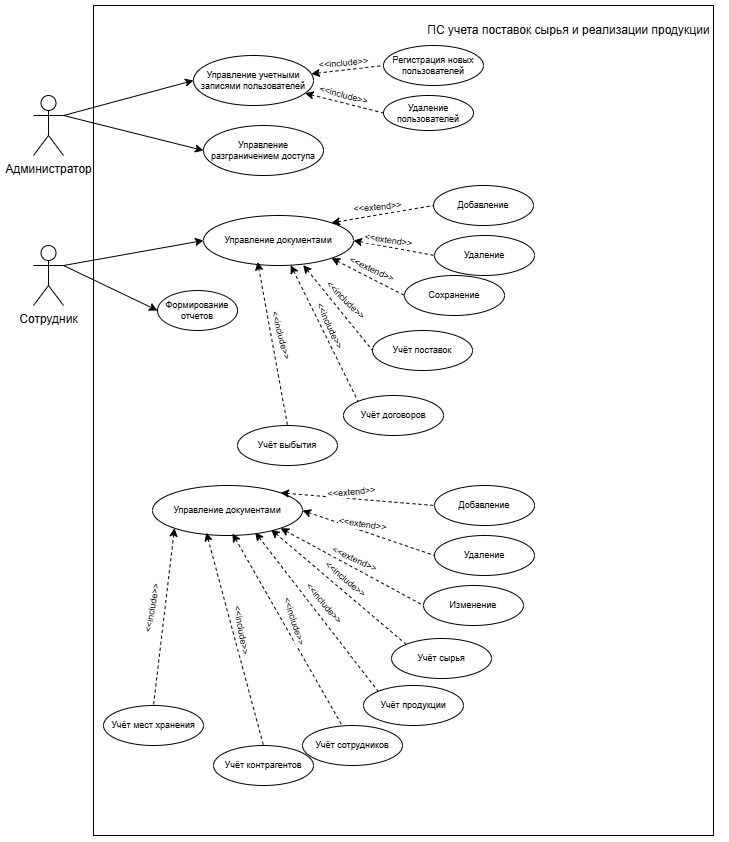 ПС учета поставок сырья и реализации продукции
Управление учетными
записями пользователей
<<include>>
Регистрация новых
пользователей
<<include>>
Удаление
пользователей
Администратор
Управление
разграничением доступа
Управление документами
<<extend>>
Добавление
<<extend>>
Удаление
<<extend>>
Сохранение
Сотрудник
Формирование
отчетов
<<include>>
Учёт поставок
<<include>>
Учёт договоров
<<include>>
Учёт выбытия
Управление документами
<<extend>>
Добавление
<<extend>>
Удаление
<<extend>>
Изменение
<<include>>
Учёт сырья
<<include>>
Учёт продукции
<<include>>
Учёт сотрудников
<<include>>
Учёт контрагентов
<<include>>
Учёт мест хранения